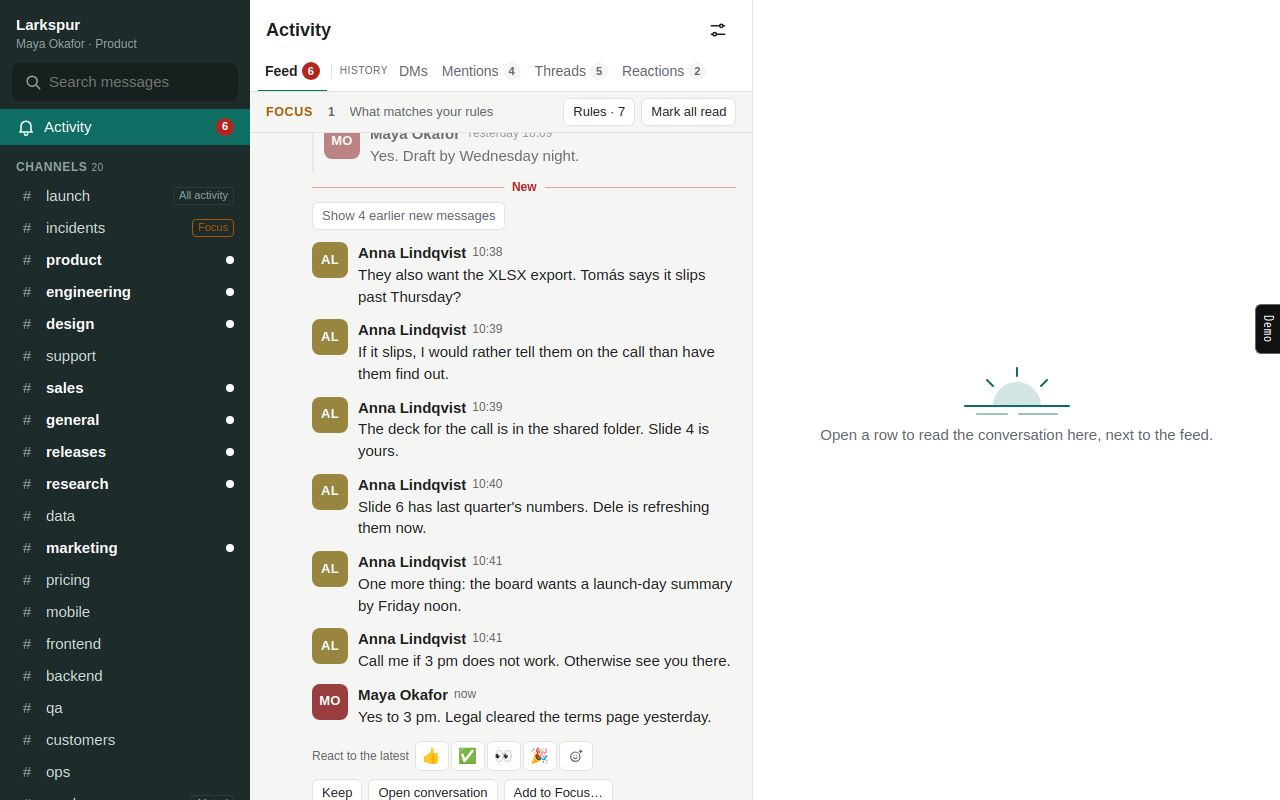 Larkspur
Maya Okafor · Product
Search messages
Activity
6
CHANNELS 20
# launch
All activity
# incidents
Focus
# product
# engineering
# design
# support
# sales
# general
# releases
# research
# data
# marketing
# pricing
# mobile
# frontend
# backend
# qa
# customers
# ops
Activity
Feed 6
HISTORY
DMs
Mentions 4
Threads 5
Reactions 2
FOCUS 1 What matches your rules
Rules · 7
Mark all read
MO
Maya Okafor Yesterday 18:09
Yes. Draft by Wednesday night.
New
Show 4 earlier new messages
AL
Anna Lindqvist 10:38
They also want the XLSX export. Tomás says it slips
past Thursday?
AL
Anna Lindqvist 10:39
If it slips, I would rather tell them on the call than have
them find out.
AL
Anna Lindqvist 10:39
The deck for the call is in the shared folder. Slide 4 is
yours.
AL
Anna Lindqvist 10:40
Slide 6 has last quarter's numbers. Dele is refreshing
them now.
AL
Anna Lindqvist 10:41
One more thing: the board wants a launch-day summary
by Friday noon.
AL
Anna Lindqvist 10:41
Call me if 3 pm does not work. Otherwise see you there.
MO
Maya Okafor now
Yes to 3 pm. Legal cleared the terms page yesterday.
React to the latest
Keep
Open conversation
Add to Focus…
Open a row to read the conversation here, next to the feed.
Demo